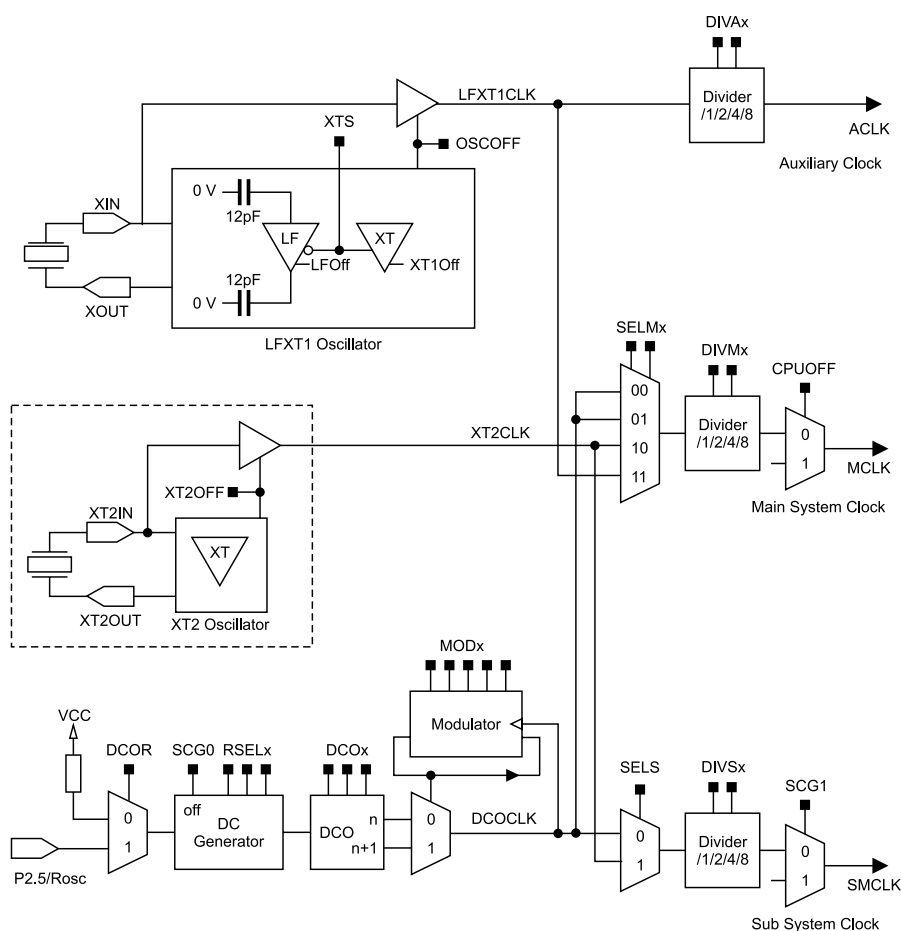 DIVAx
LFXT1CLK
Divider
/1/2/4/8
ACLK
Auxiliary Clock
XTS
OSCOFF
XIN
0 V
12pF
LF
XT
LFOff
XT1Off
12pF
0 V
XOUT
LFXT1 Oscillator
SELMx
DIVMx
CPUOFF
00
01
10
11
Divider
/1/2/4/8
0
1
MCLK
Main System Clock
XT2CLK
XT2OFF
XT2IN
XT
XT2OUT
XT2 Oscillator
MODx
Modulator
VCC
DCOR
SCG0
RSELx
DCOx
0
1
off
DC
Generator
DCO
n
n+1
0
1
DCOCLK
P2.5/Rosc
SELS
DIVSx
SCG1
0
1
Divider
/1/2/4/8
0
1
SMCLK
Sub System Clock